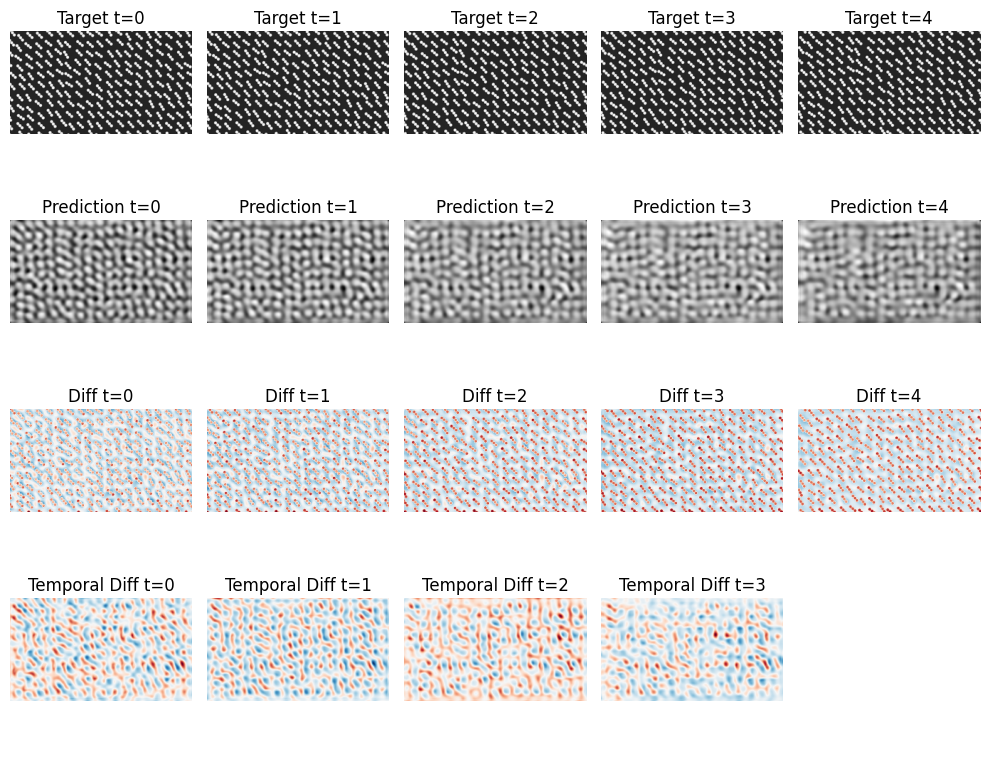 Target t=0 Target t=1 Target t=2 Target t=3 Target t=4
Prediction t=0 Prediction t=1 Prediction t=2 Prediction t=3 Prediction t=4
Diff t=0 Diff t=1 Diff t=2 Diff t=3 Diff t=4
Temporal Diff t=0 Temporal Diff t=1 Temporal Diff t=2 Temporal Diff t=3